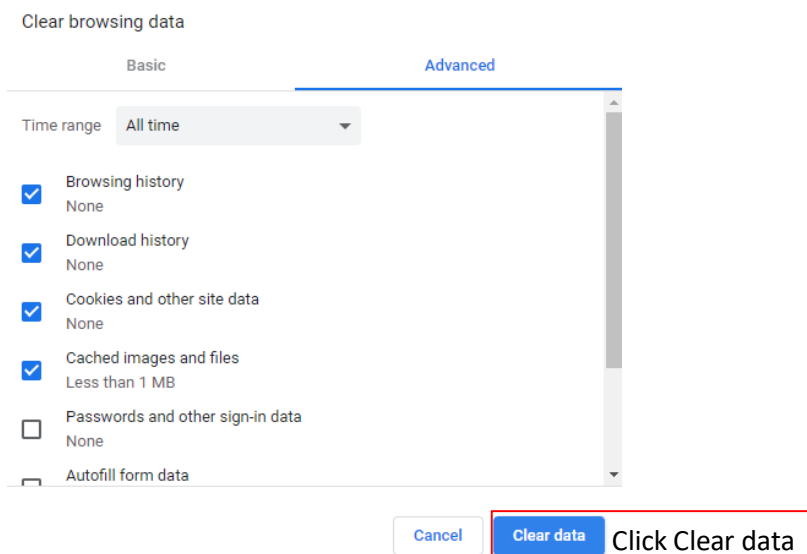 Clear browsing data
Basic Advanced
Time range All time
Browsing history
None
Download history
None
Cookies and other site data
None
Cached images and files
Less than 1 MB
Passwords and other sign-in data
None
Autofill form data
Cancel Clear data Click Clear data